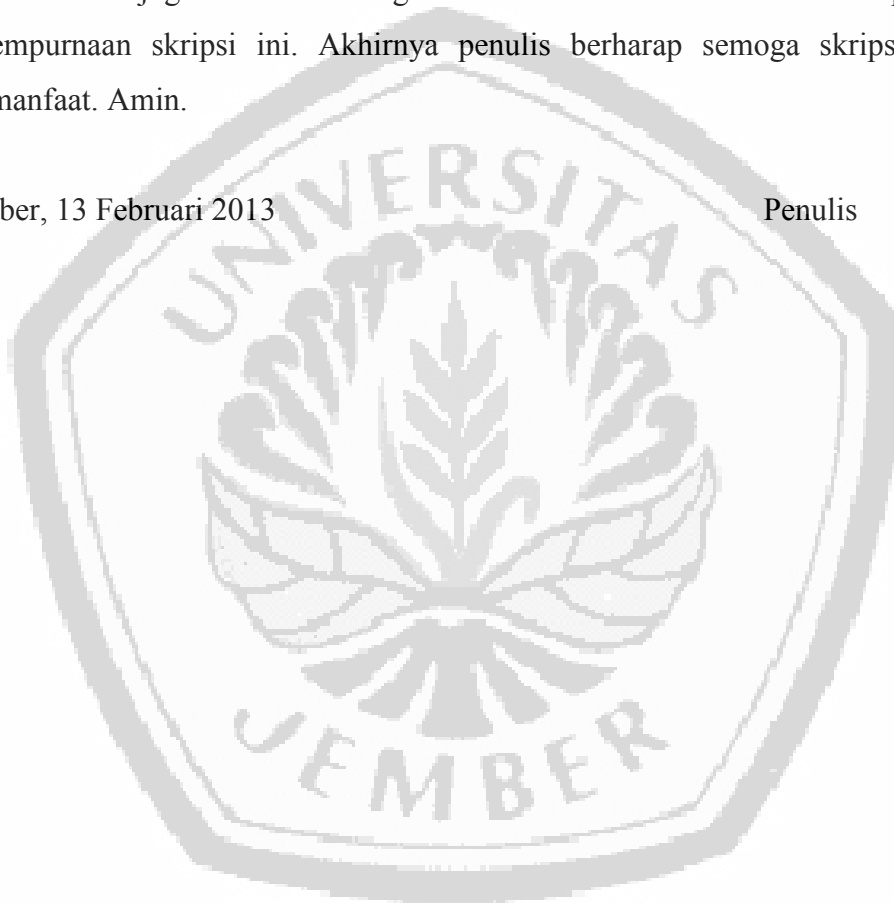 empurnaan skripsi ini. Akhirnya penulis berharap semoga skrips
manfaat. Amin.
ber, 13 Februari 2013 Penulis
UNIVERSITAS
JEMBER